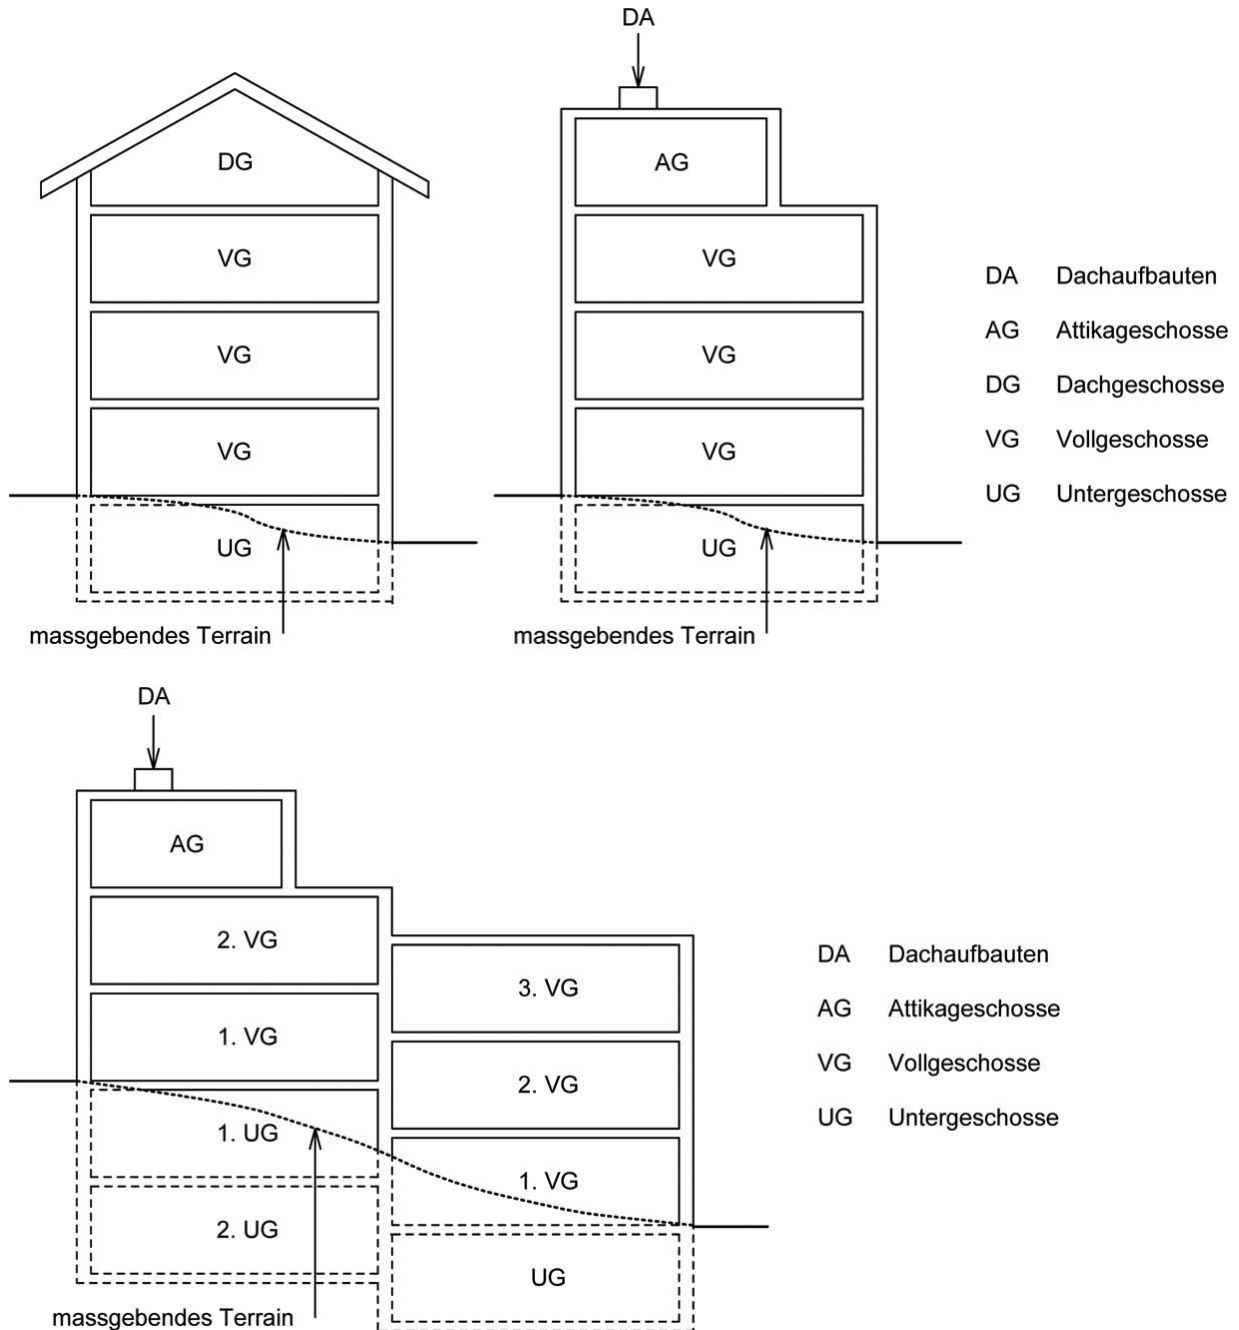 DA
DG
AG
VG
VG
VG
VG
VG
VG
UG
UG
massgebendes Terrain
massgebendes Terrain
DA Dachaufbauten
AG Attikageschosse
DG Dachgeschosse
VG Vollgeschosse
UG Untergeschosse
DA
AG
2. VG
1. VG
1. UG
2. UG
massgebendes Terrain
3. VG
2. VG
1. VG
UG
DA Dachaufbauten
AG Attikageschosse
VG Vollgeschosse
UG Untergeschosse